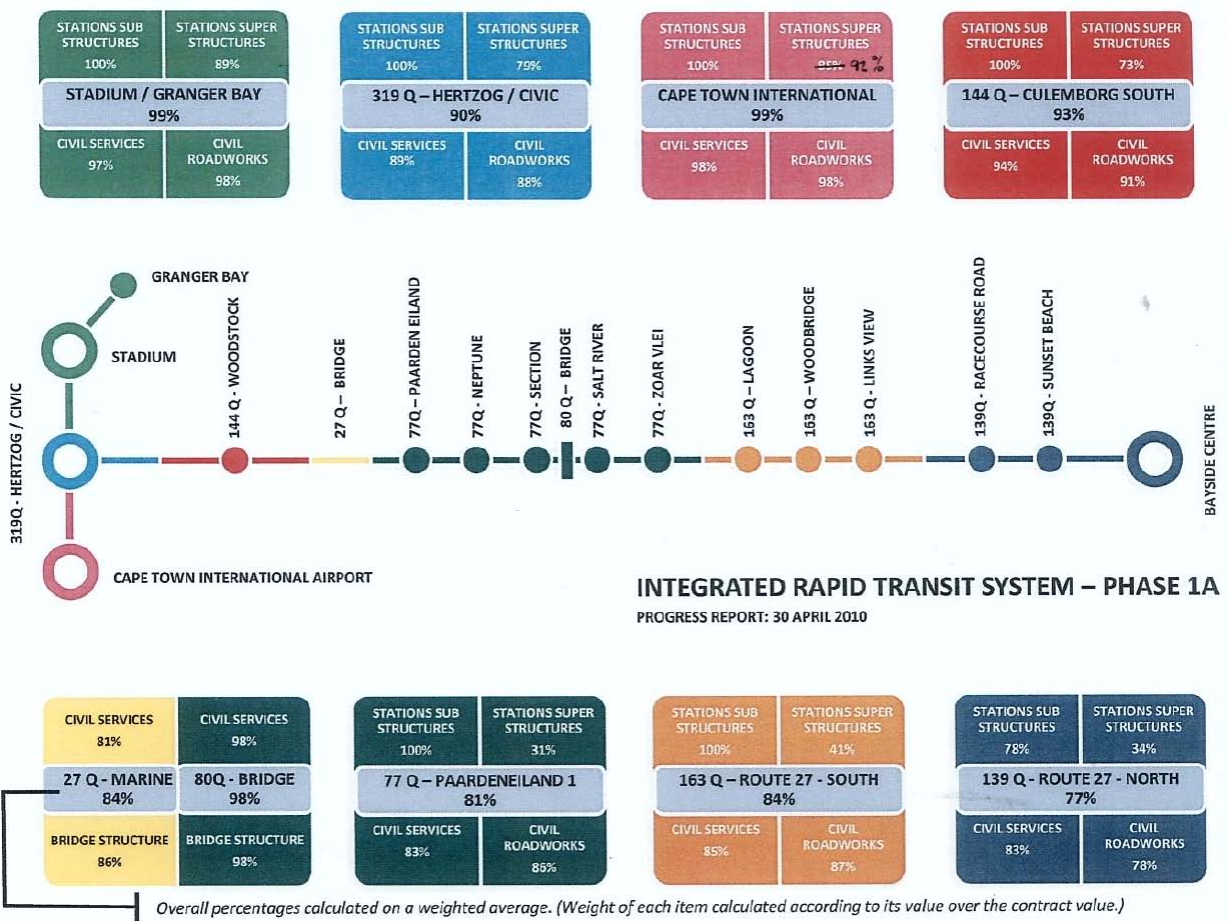 STATIONS SUB
STRUCTURES
100%
STATIONS SUPER
STRUCTURES
89%
STADIUM / GRANGER BAY
99%
CIVIL SERVICES
97%
CIVIL
ROADWORKS
98%
STATIONS SUB
STRUCTURES
100%
STATIONS SUPER
STRUCTURES
79%
319 Q – HERTZOG / CIVIC
90%
CIVIL SERVICES
89%
CIVIL
ROADWORKS
88%
STATIONS SUB
STRUCTURES
100%
STATIONS SUPER
STRUCTURES
92%
CAPE TOWN INTERNATIONAL
99%
CIVIL SERVICES
98%
CIVIL
ROADWORKS
98%
STATIONS SUB
STRUCTURES
100%
STATIONS SUPER
STRUCTURES
73%
144 Q – CULEMBORG SOUTH
93%
CIVIL SERVICES
94%
CIVIL
ROADWORKS
91%
GRANGER BAY
STADIUM
319Q - HERTZOG / CIVIC
CAPE TOWN INTERNATIONAL AIRPORT
144 Q - WOODSTOCK
27 Q – BRIDGE
77Q – PAARDEN EILAND
77Q - NEPTUNE
77Q - SECTION
80 Q – BRIDGE
77Q - SALT RIVER
77Q - ZOAR VLEI
163 Q – LAGOON
163 Q – WOODBRIDGE
163 Q - LINKS VIEW
139Q - RACECOURSE ROAD
139Q - SUNSET BEACH
BAYSIDE CENTRE
INTEGRATED RAPID TRANSIT SYSTEM – PHASE 1A
PROGRESS REPORT: 30 APRIL 2010
CIVIL SERVICES
81%
27 Q - MARINE
84%
BRIDGE STRUCTURE
86%
CIVIL SERVICES
98%
80Q - BRIDGE
98%
BRIDGE STRUCTURE
98%
STATIONS SUB
STRUCTURES
100%
STATIONS SUPER
STRUCTURES
31%
77 Q – PAARDENEILAND 1
81%
CIVIL SERVICES
83%
CIVIL
ROADWORKS
86%
STATIONS SUB
STRUCTURES
100%
STATIONS SUPER
STRUCTURES
41%
163 Q – ROUTE 27 - SOUTH
84%
CIVIL SERVICES
85%
CIVIL
ROADWORKS
87%
STATIONS SUB
STRUCTURES
78%
STATIONS SUPER
STRUCTURES
34%
139 Q - ROUTE 27 - NORTH
77%
CIVIL SERVICES
83%
CIVIL
ROADWORKS
78%
Overall percentages calculated on a weighted average. (Weight of each item calculated according to its value over the contract value.)